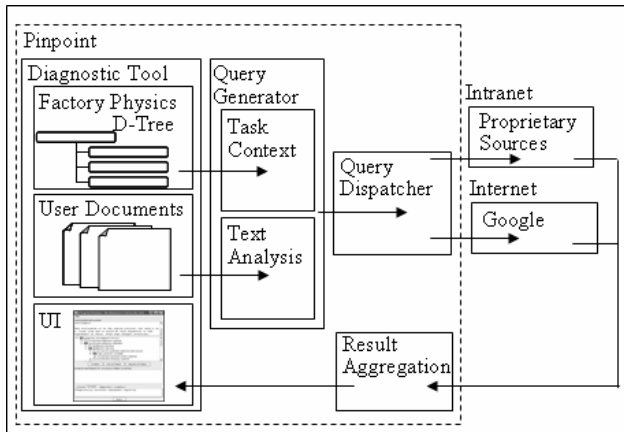 Pinpoint
Diagnostic Tool
Factory Physics
D-Tree
User Documents
UI
Query
Generator
Task
Context
Text
Analysis
Query
Dispatcher
Intranet
Proprietary
Sources
Internet
Google
Result
Aggregation